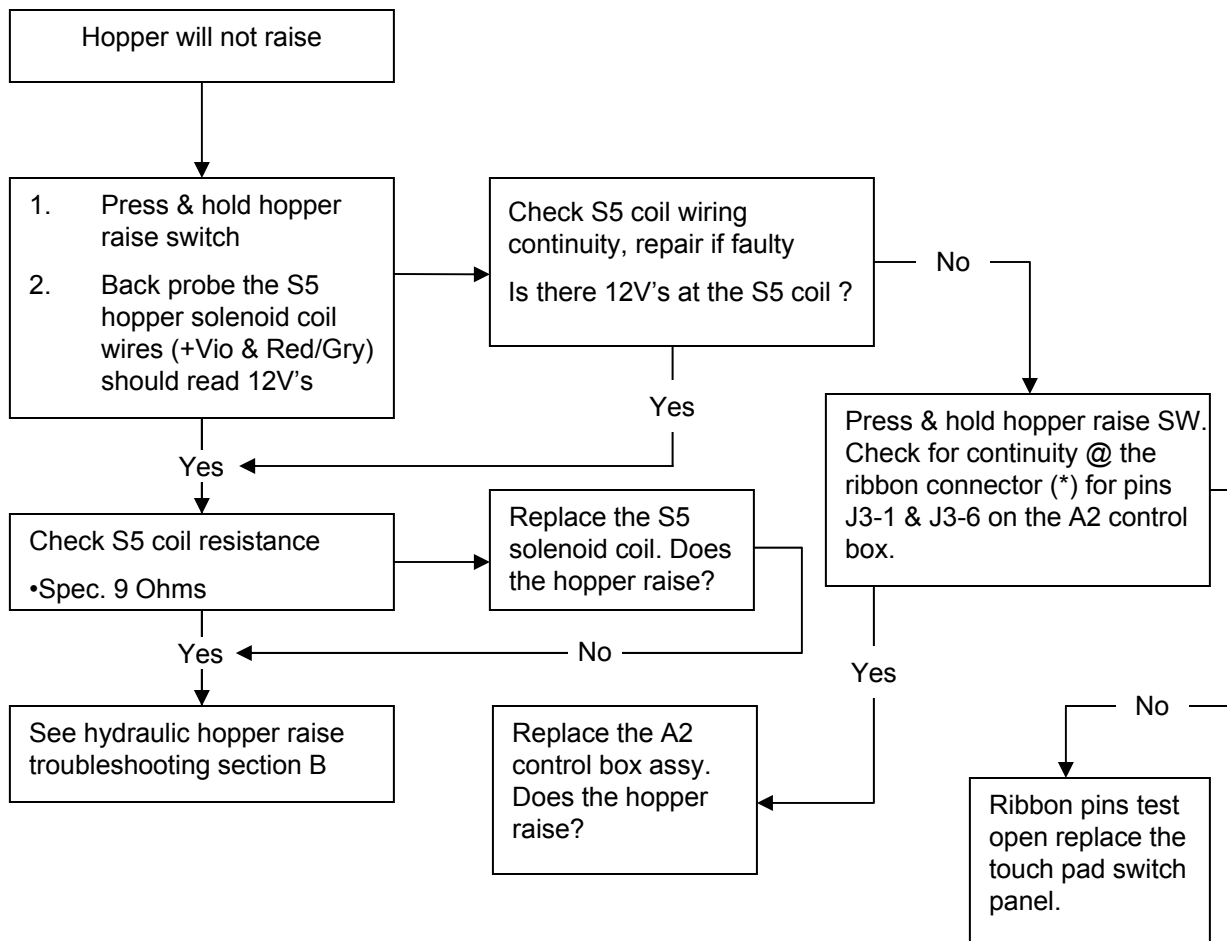 Hopper will not raise
1. Press & hold hopper
raise switch
2. Back probe the S5
hopper solenoid coil
wires (+Vio & Red/Gry)
should read 12V's
Check S5 coil wiring
continuity, repair if faulty
Is there 12V's at the S5 coil ?
No
Yes
Press & hold hopper raise SW.
Check for continuity @ the
ribbon connector (*) for pins
J3-1 & J3-6 on the A2 control
box.
Yes
Check S5 coil resistance
•Spec. 9 Ohms
Replace the S5
solenoid coil. Does
the hopper raise?
Yes
No
Yes
See hydraulic hopper raise
troubleshooting section B
Replace the A2
control box assy.
Does the hopper
raise?
No
Ribbon pins test
open replace the
touch pad switch
panel.